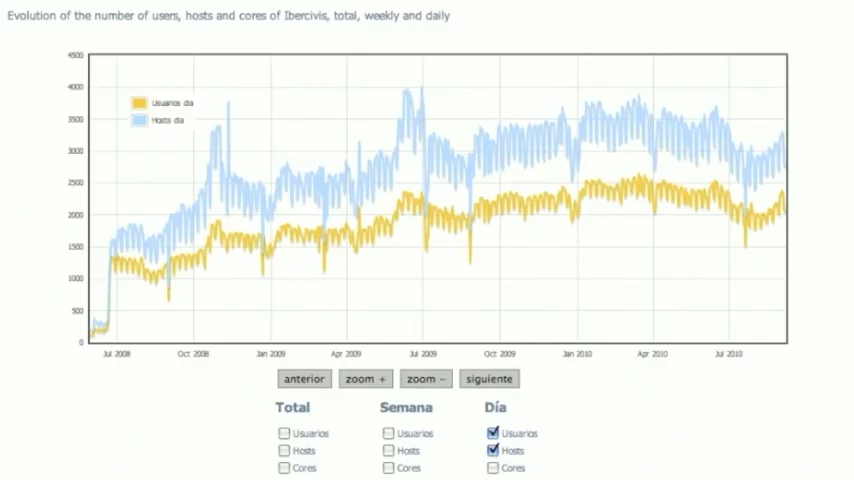 Evolution of the number of users, hosts and cores of Ibercivis, total, weekly and daily
4500
4000
3500
3000
2500
2000
1500
1000
500
0
Usuarios dia
Hosts dia
Jul 2008 Oct 2008 Jan 2009 Apr 2009 Jul 2009 Oct 2009 Jan 2010 Apr 2010 Jul 2010
anterior zoom + zoom - siguiente
Total Semana Día
Usuarios Usuarios Usuarios
Hosts Hosts Hosts
Cores Cores Cores